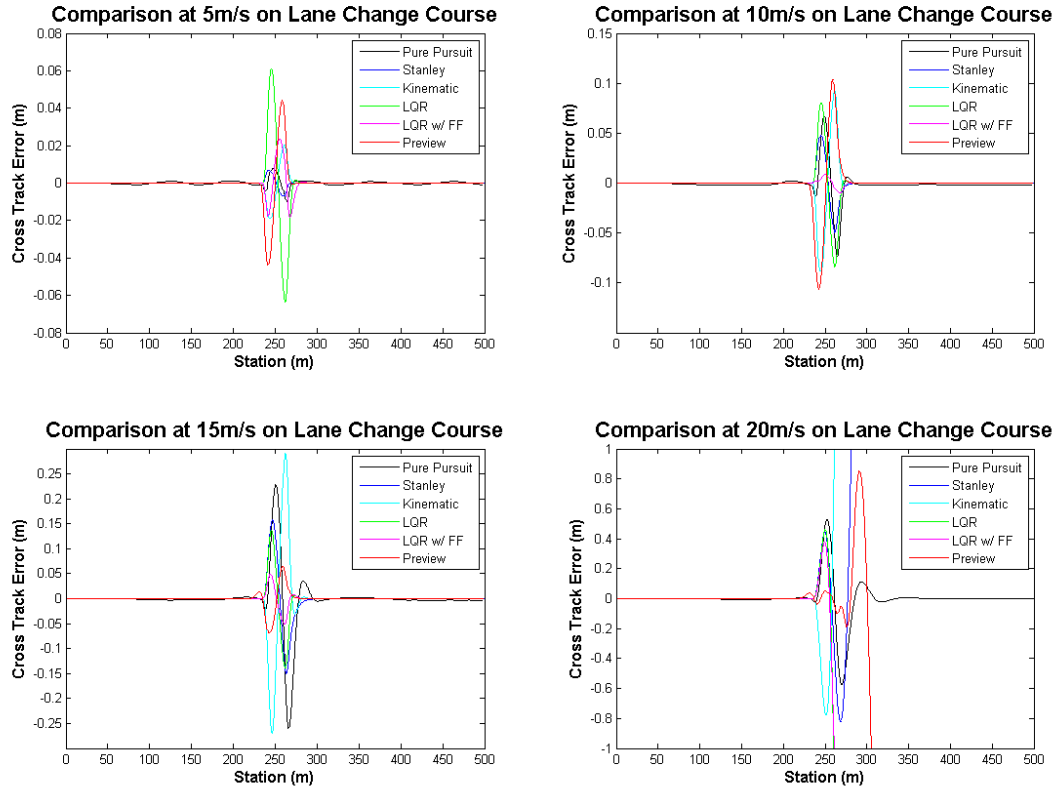 Comparison at 5m/s on Lane Change Course
0.08
0.06
0.04
0.02
0
-0.02
-0.04
-0.06
-0.08
Cross Track Error (m)
Pure Pursuit
Stanley
Kinematic
LQR
LQR w/ FF
Preview
0 50 100 150 200 250 300 350 400 450 500
Station (m)
Comparison at 10m/s on Lane Change Course
0.15
0.1
0.05
0
-0.05
-0.1
Cross Track Error (m)
Pure Pursuit
Stanley
Kinematic
LQR
LQR w/ FF
Preview
0 50 100 150 200 250 300 350 400 450 500
Station (m)
Comparison at 15m/s on Lane Change Course
0.25
0.2
0.15
0.1
0.05
0
-0.05
-0.1
-0.15
-0.2
-0.25
Cross Track Error (m)
Pure Pursuit
Stanley
Kinematic
LQR
LQR w/ FF
Preview
0 50 100 150 200 250 300 350 400 450 500
Station (m)
Comparison at 20m/s on Lane Change Course
1
0.8
0.6
0.4
0.2
0
-0.2
-0.4
-0.6
-0.8
-1
Cross Track Error (m)
Pure Pursuit
Stanley
Kinematic
LQR
LQR w/ FF
Preview
0 50 100 150 200 250 300 350 400 450 500
Station (m)